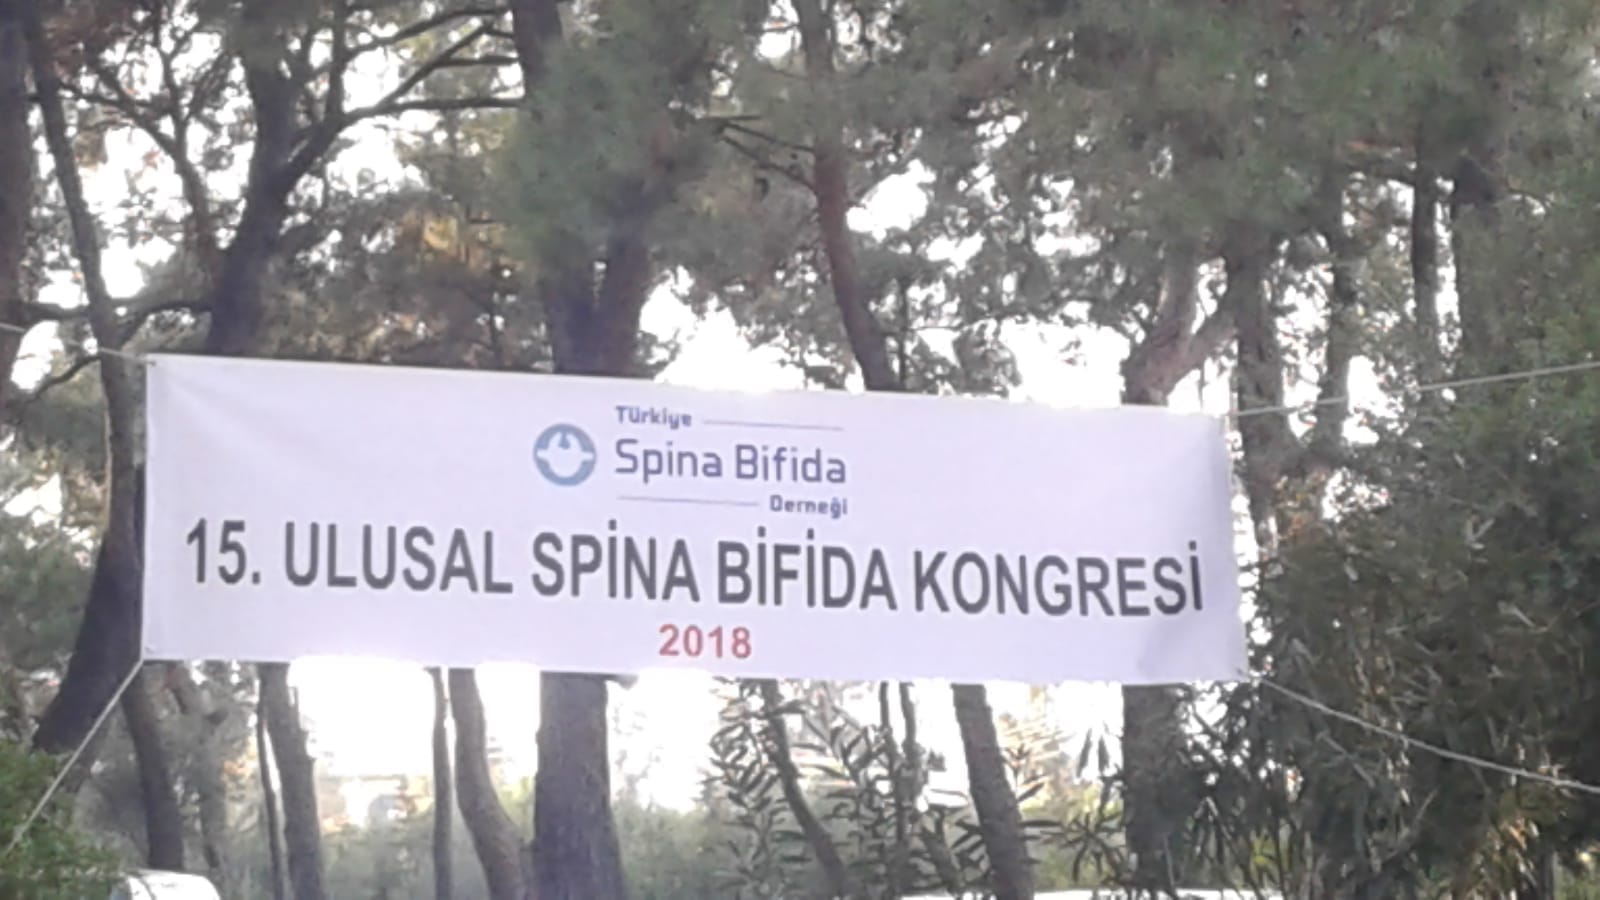 Türkiye
Spina Bifida
Derneği
15. ULUSAL SPİNA BİFİDA KONGRESİ
2018